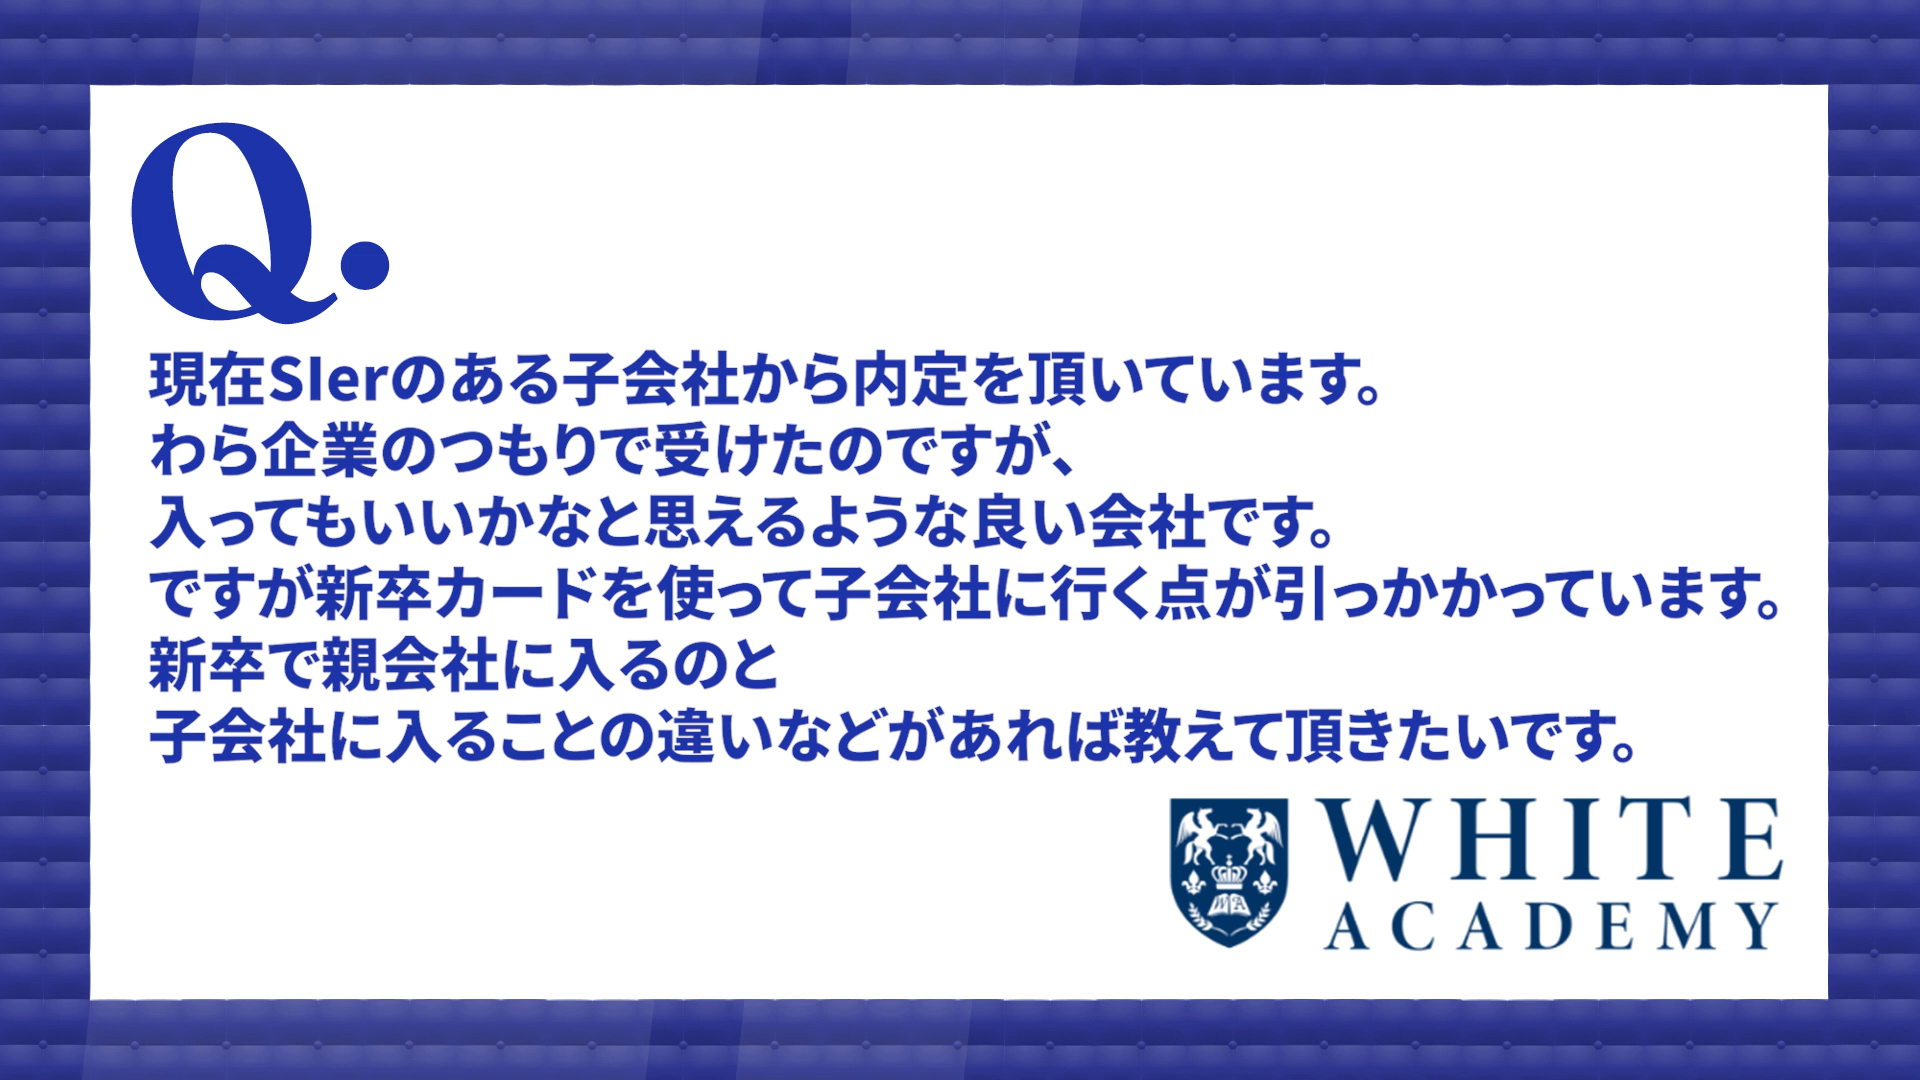 Q.
現在SIerのある子会社から内定を頂いています。
わら企業のつもりで受けたのですが、
入ってもいいかなと思えるような良い会社です。
ですが新卒カードを使って子会社に行く点が引っかかっています。
新卒で親会社に入るのと
子会社に入ることの違いなどがあれば教えて頂きたいです。
WHITE
ACADEMY